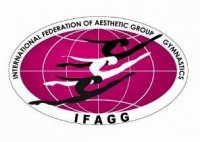 INTERNATIONAL FEDERATION OF AESTHETIC GROUP GYMNASTICS
IFAGG